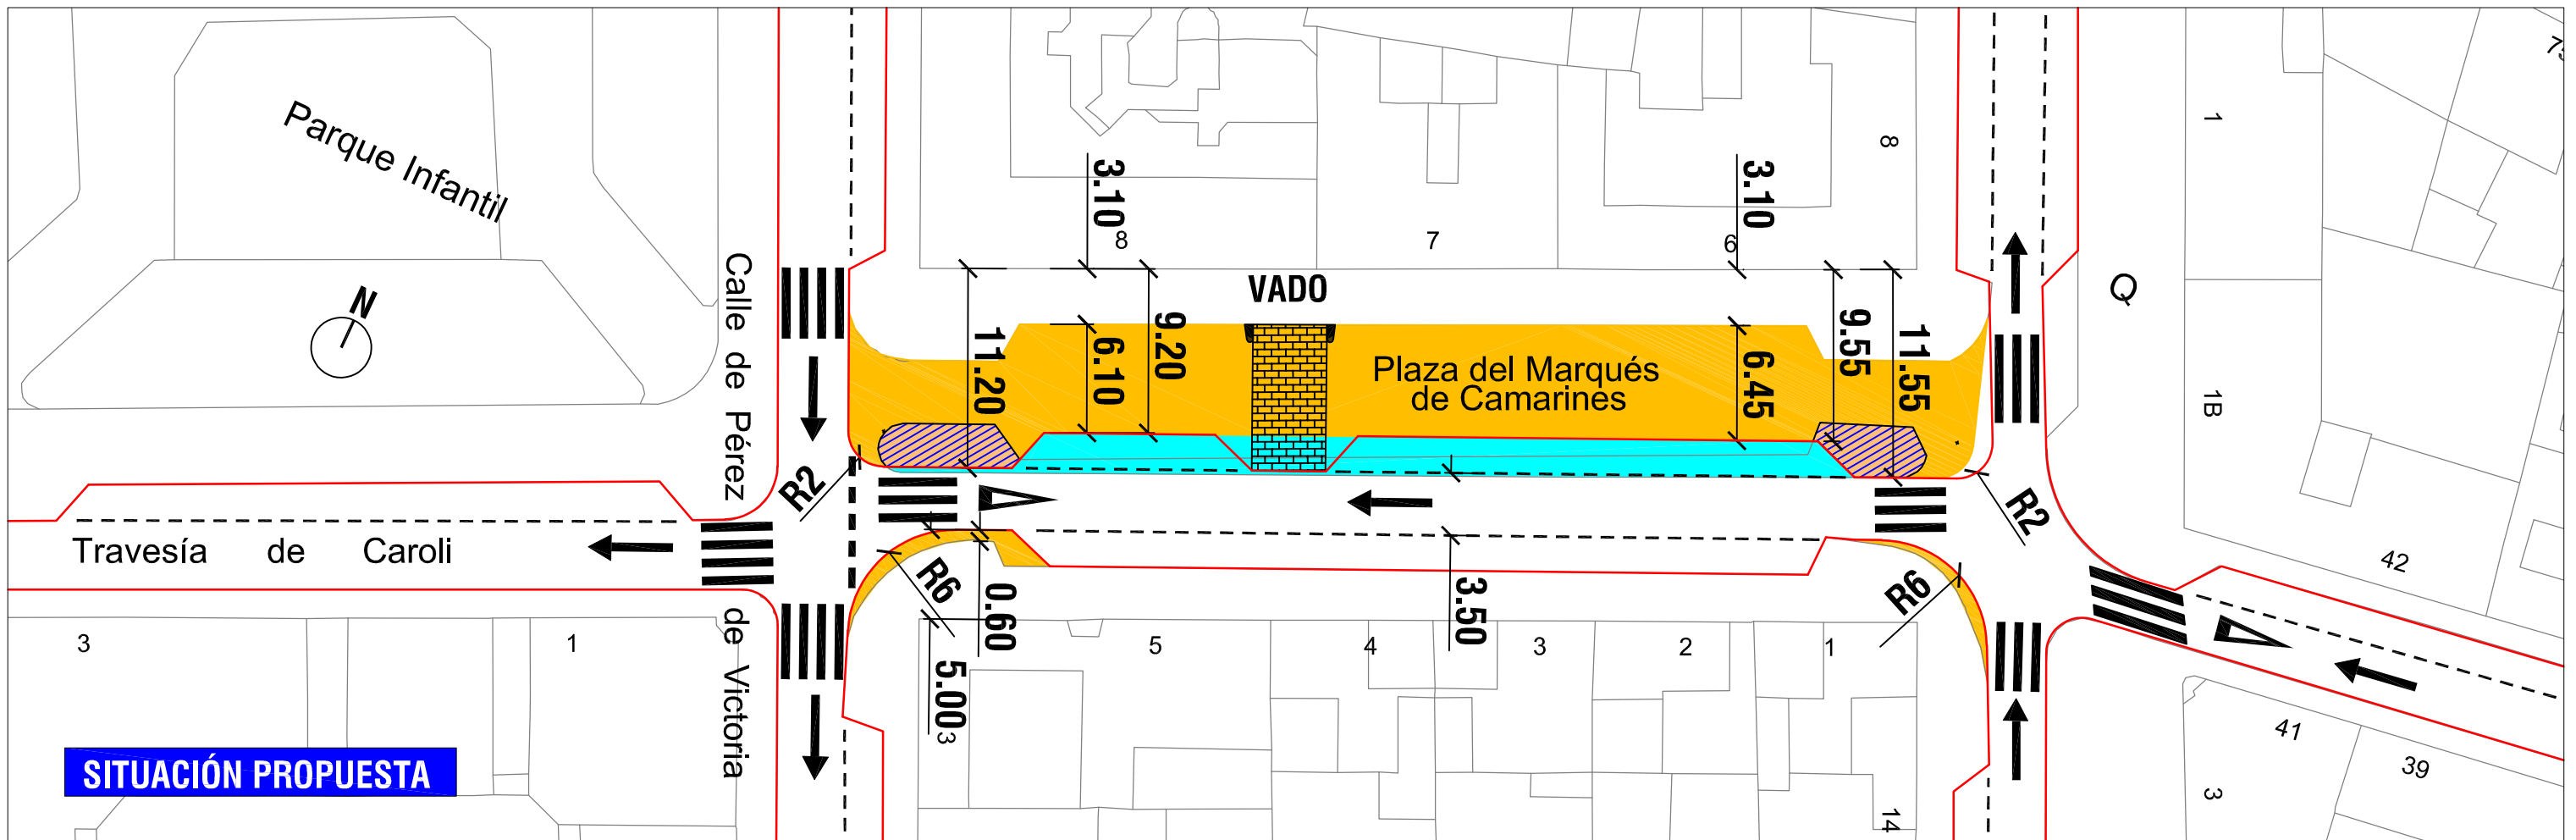 Parque Infantil
N
Calle de Pérez
de Victoria
Travesía de Caroli
SITUACIÓN PROPUESTA
3
1
8
7
6
8
3.10
3.10
VADO
11.20
6.10
9.20
Plaza del Marqués
de Camarines
6.45
9.55
11.55
R2
R2
R6
R6
0.60
5.00
3.50
3
5
4
3
2
1
14
Q
1
1B
42
41
39
3